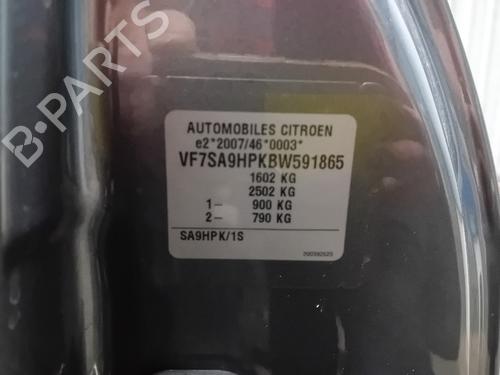 B-PARTS
AUTOMOBILES CITROEN
e2*2007/46*0003*
VF7SA9HPKBW591865
1602 KG
2502 KG
1- 900 KG
2- 790 KG
SA9HPK/1S